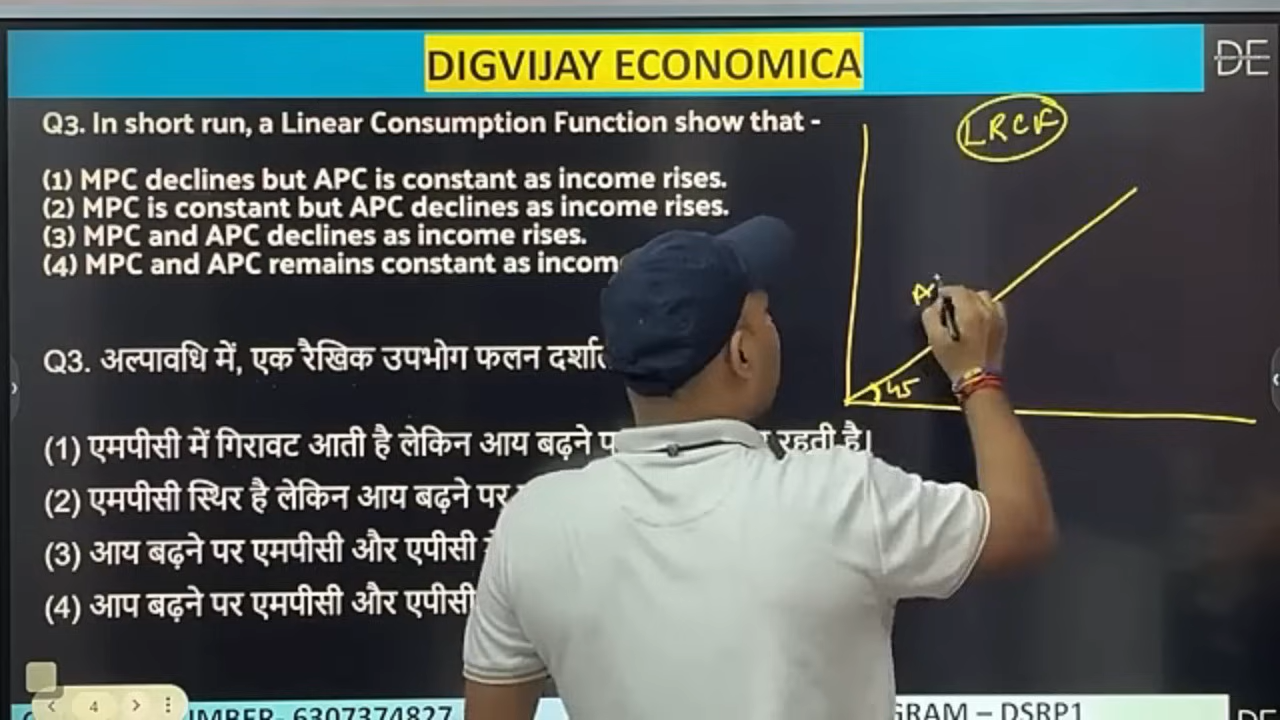 DIGVIJAY ECONOMICA
DE
Q3. In short run, a Linear Consumption Function show that -
(1) MPC declines but APC is constant as income rises.
(2) MPC is constant but APC declines as income rises.
(3) MPC and APC declines as income rises.
(4) MPC and APC remains constant as
LRCF
45
Q3. अल्पावधि में, एक रैखिक उपभोग फलन
(1) एमपीसी में गिरावट आती है लेकिन आय बढ़ने रहती है।
(2) एमपीसी स्थिर है लेकिन आय बढ़ने पर
(3) आय बढ़ने पर एमपीसी और एपीसी
(4) आप बढ़ने पर एमपीसी और एपीसी
4
6307374827
– DSRP1
DE